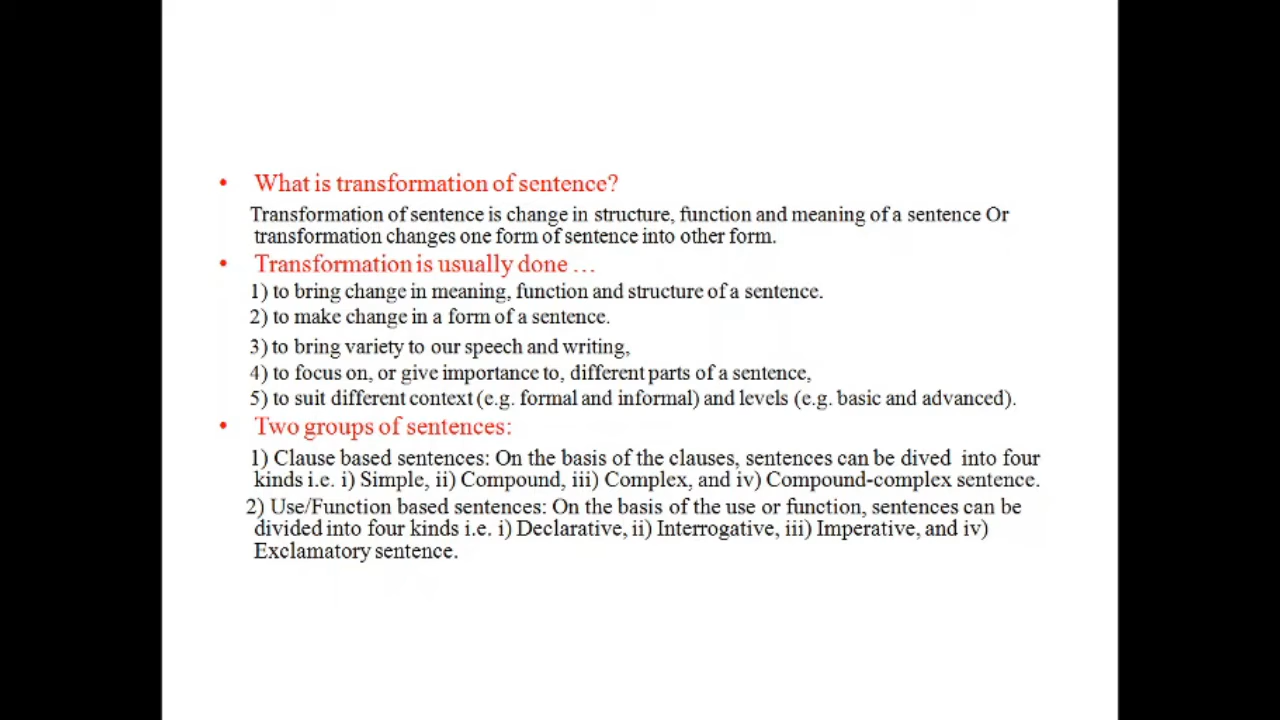 • What is transformation of sentence?
Transformation of sentence is change in structure, function and meaning of a sentence Or
transformation changes one form of sentence into other form.
• Transformation is usually done ...
1) to bring change in meaning, function and structure of a sentence.
2) to make change in a form of a sentence.
3) to bring variety to our speech and writing,
4) to focus on, or give importance to, different parts of a sentence,
5) to suit different context (e.g. formal and informal) and levels (e.g. basic and advanced).
• Two groups of sentences:
1) Clause based sentences: On the basis of the clauses, sentences can be dived into four
kinds i.e. i) Simple, ii) Compound, iii) Complex, and iv) Compound-complex sentence.
2) Use/Function based sentences: On the basis of the use or function, sentences can be
divided into four kinds i.e. i) Declarative, ii) Interrogative, iii) Imperative, and iv)
Exclamatory sentence.